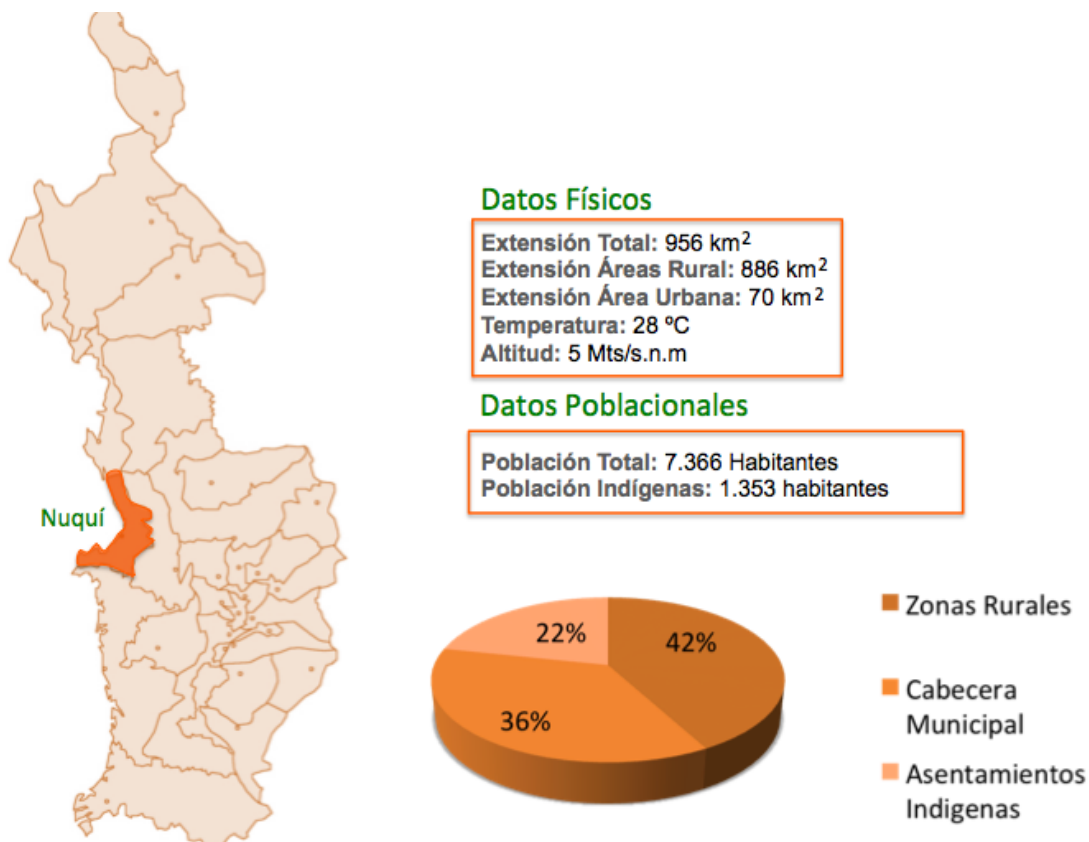 Datos Físicos
Extensión Total: 956 km²
Extensión Áreas Rural: 886 km²
Extensión Área Urbana: 70 km²
Temperatura: 28 ºC
Altitud: 5 Mts/s.n.m
Datos Poblacionales
Población Total: 7.366 Habitantes
Población Indígenas: 1.353 habitantes
Nuquí
22%
42%
36%
Zonas Rurales
Cabecera
Municipal
Asentamientos
Indigenas